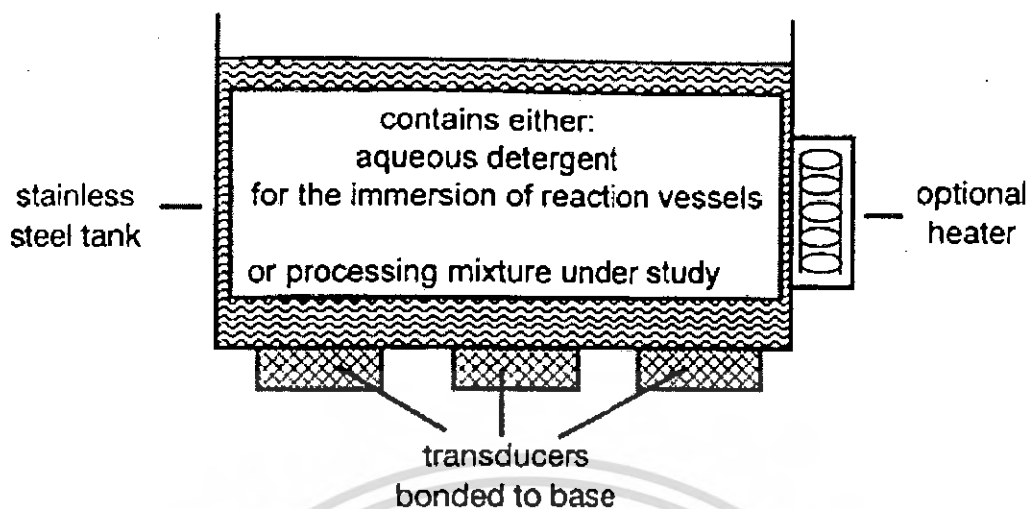 contains either:
aqueous detergent
for the immersion of reaction vessels
or processing mixture under study
stainless
steel tank
optional
heater
transducers
bonded to base